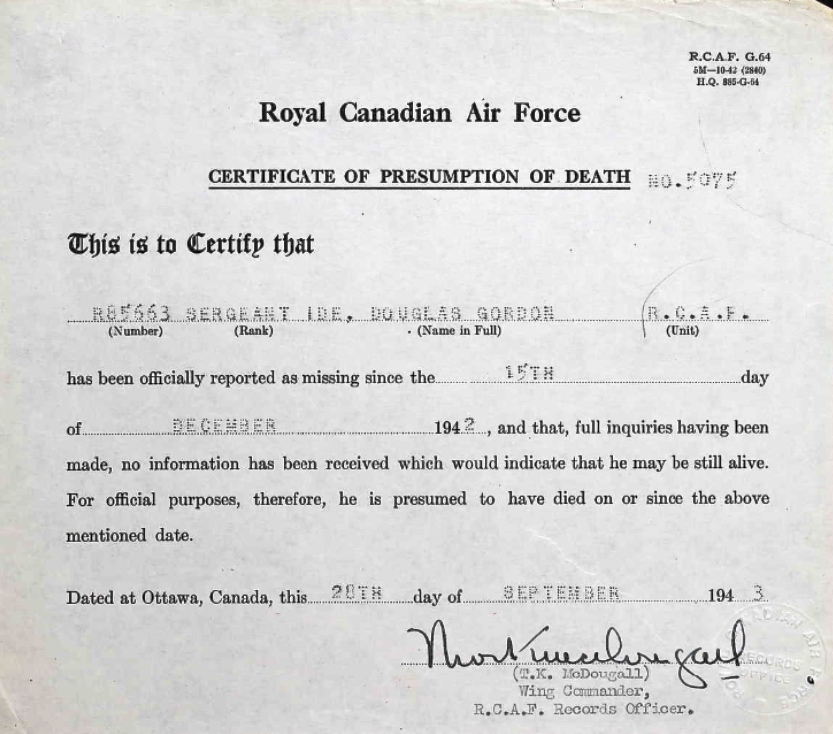 R.C.A.F. G.64
5M—10-42 (2840)
H.Q. 885-G-64
Royal Canadian Air Force
CERTIFICATE OF PRESUMPTION OF DEATH NO.5075
This is to Certify that
R85663 SERGEANT IDE, DOUGLAS GORDON R.C.A.F.
(Number) (Rank) (Name in Full) (Unit)
has been officially reported as missing since the 15TH day
of DECEMBER 1942, and that, full inquiries having been
made, no information has been received which would indicate that he may be still alive.
For official purposes, therefore, he is presumed to have died on or since the above
mentioned date.
Dated at Ottawa, Canada, this 28TH day of SEPTEMBER 194 3
(T.K. McDougall)
Wing Commander,
R.C.A.F. Records Officer.
RECORDS
OFFICE